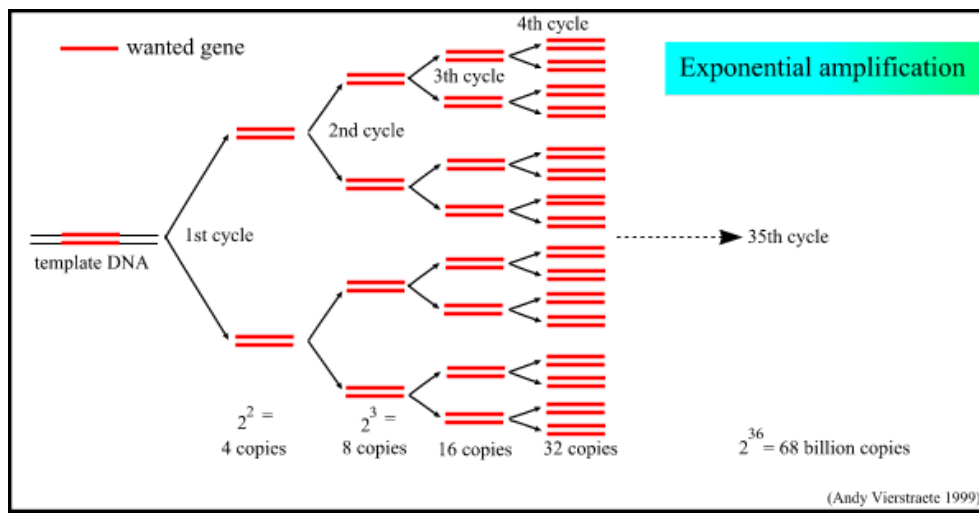 4th cycle
wanted gene
Exponential amplification
3th cycle
2nd cycle
1st cycle
35th cycle
template DNA
2^2 =
4 copies
2^3 =
8 copies
16 copies
32 copies
2^36 = 68 billion copies
(Andy Vierstraete 1999)